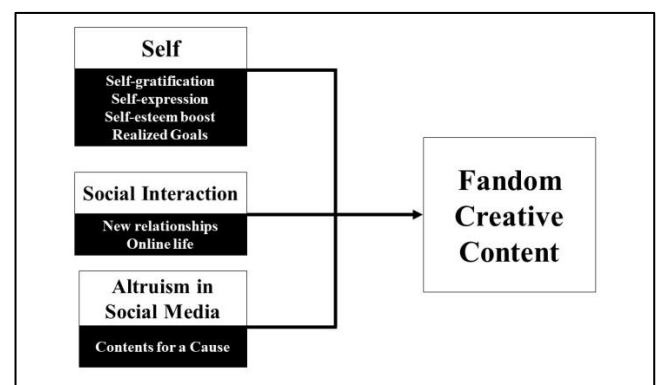 Self
Self-gratification
Self-expression
Self-esteem boost
Realized Goals
Social Interaction
New relationships
Online life
Altruism in
Social Media
Contents for a Cause
Fandom
Creative
Content